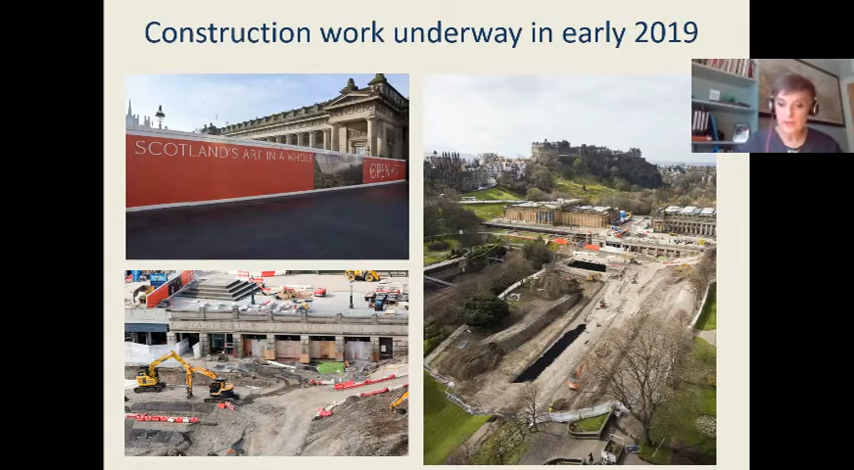 Construction work underway in early 2019
SCOTLAND'S ART IN A WHOLE
OPEN